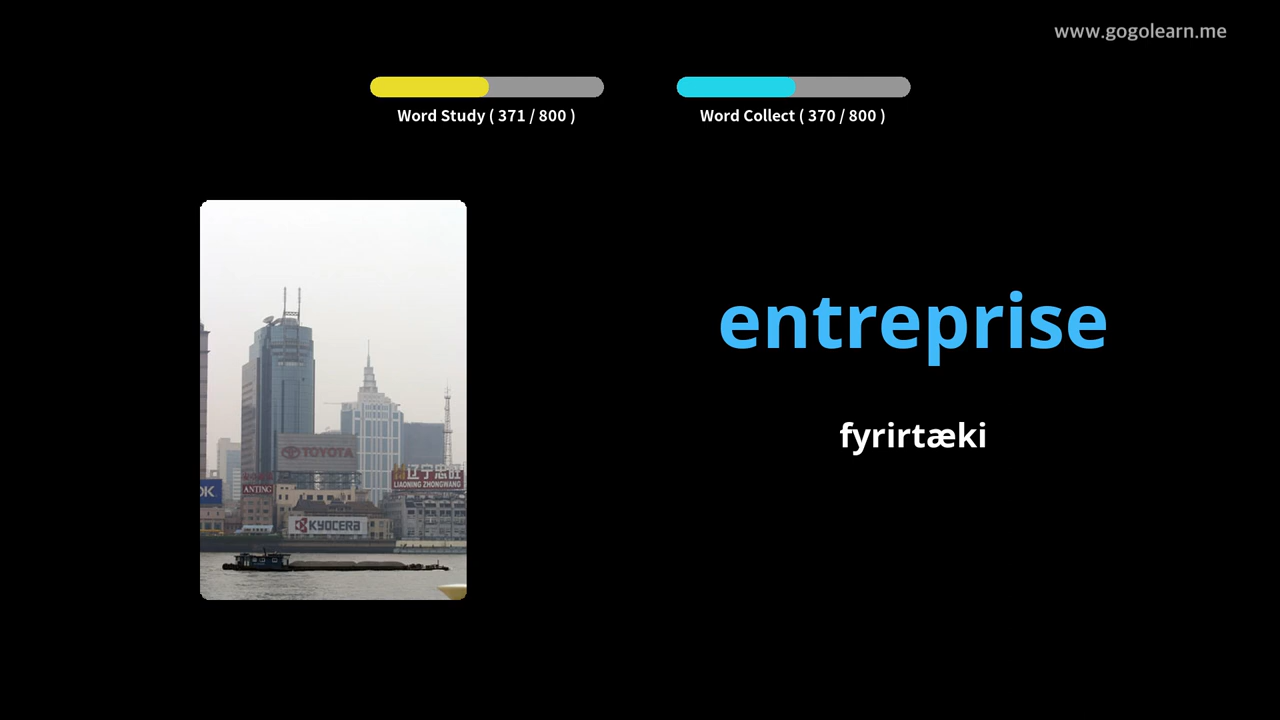 www.gogolearn.me
Word Study ( 371 / 800 )
Word Collect ( 370 / 800 )
entreprise
fyrirtæki
TOYOTA
辽宁忠旺
LIAONING ZHONGWANG
ANTING
OK
KYOCERA